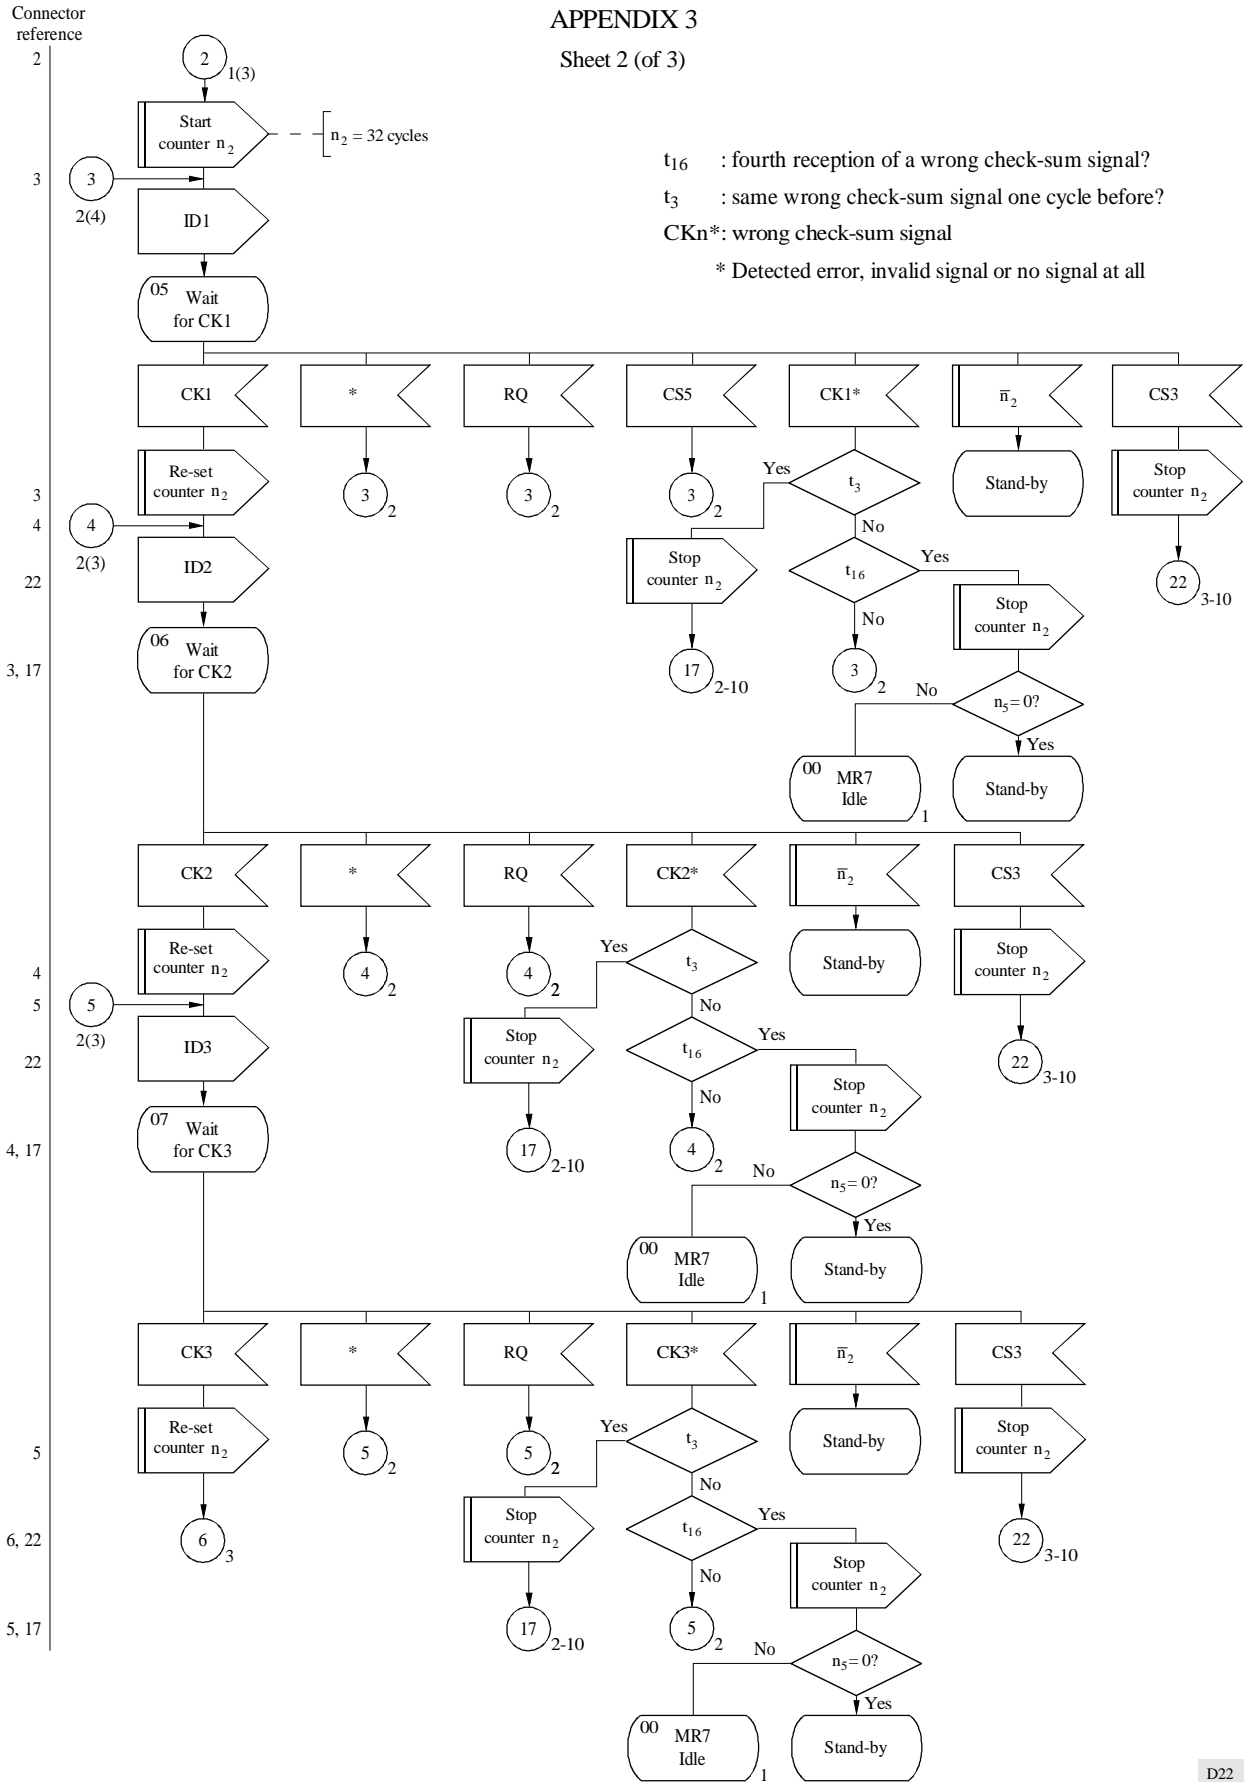 Connector
reference
APPENDIX 3
Sheet 2 (of 3)
2
2
1(3)
Start
counter n₂
n₂ = 32 cycles
t₁₆ : fourth reception of a wrong check-sum signal?
t₃ : same wrong check-sum signal one cycle before?
CKn*: wrong check-sum signal
* Detected error, invalid signal or no signal at all
3
3
2(4)
ID1
05
Wait
for CK1
CK1
*
RQ
CS5
CK1*
n̅₂
CS3
Re-set
counter n₂
3
2
3
2
3
2
Yes
t₃
No
Stand-by
Stop
counter n₂
3
4
4
2(3)
ID2
Stop
counter n₂
t₁₆
Yes
No
Stop
counter n₂
22
3-10
22
06
Wait
for CK2
3, 17
17
2-10
3
2
No
n₅ = 0?
Yes
00
MR7
Idle
1
Stand-by
CK2
*
RQ
CK2*
n̅₂
CS3
Re-set
counter n₂
4
2
4
2
Yes
t₃
No
Stand-by
Stop
counter n₂
4
5
5
2(3)
ID3
Stop
counter n₂
t₁₆
Yes
No
Stop
counter n₂
22
3-10
22
07
Wait
for CK3
4, 17
17
2-10
4
2
No
n₅ = 0?
Yes
00
MR7
Idle
1
Stand-by
CK3
*
RQ
CK3*
n̅₂
CS3
Re-set
counter n₂
5
2
5
2
Yes
t₃
No
Stand-by
Stop
counter n₂
5
6, 22
6
3
Stop
counter n₂
t₁₆
Yes
No
Stop
counter n₂
22
3-10
5, 17
17
2-10
5
2
No
n₅ = 0?
Yes
00
MR7
Idle
1
Stand-by
D22